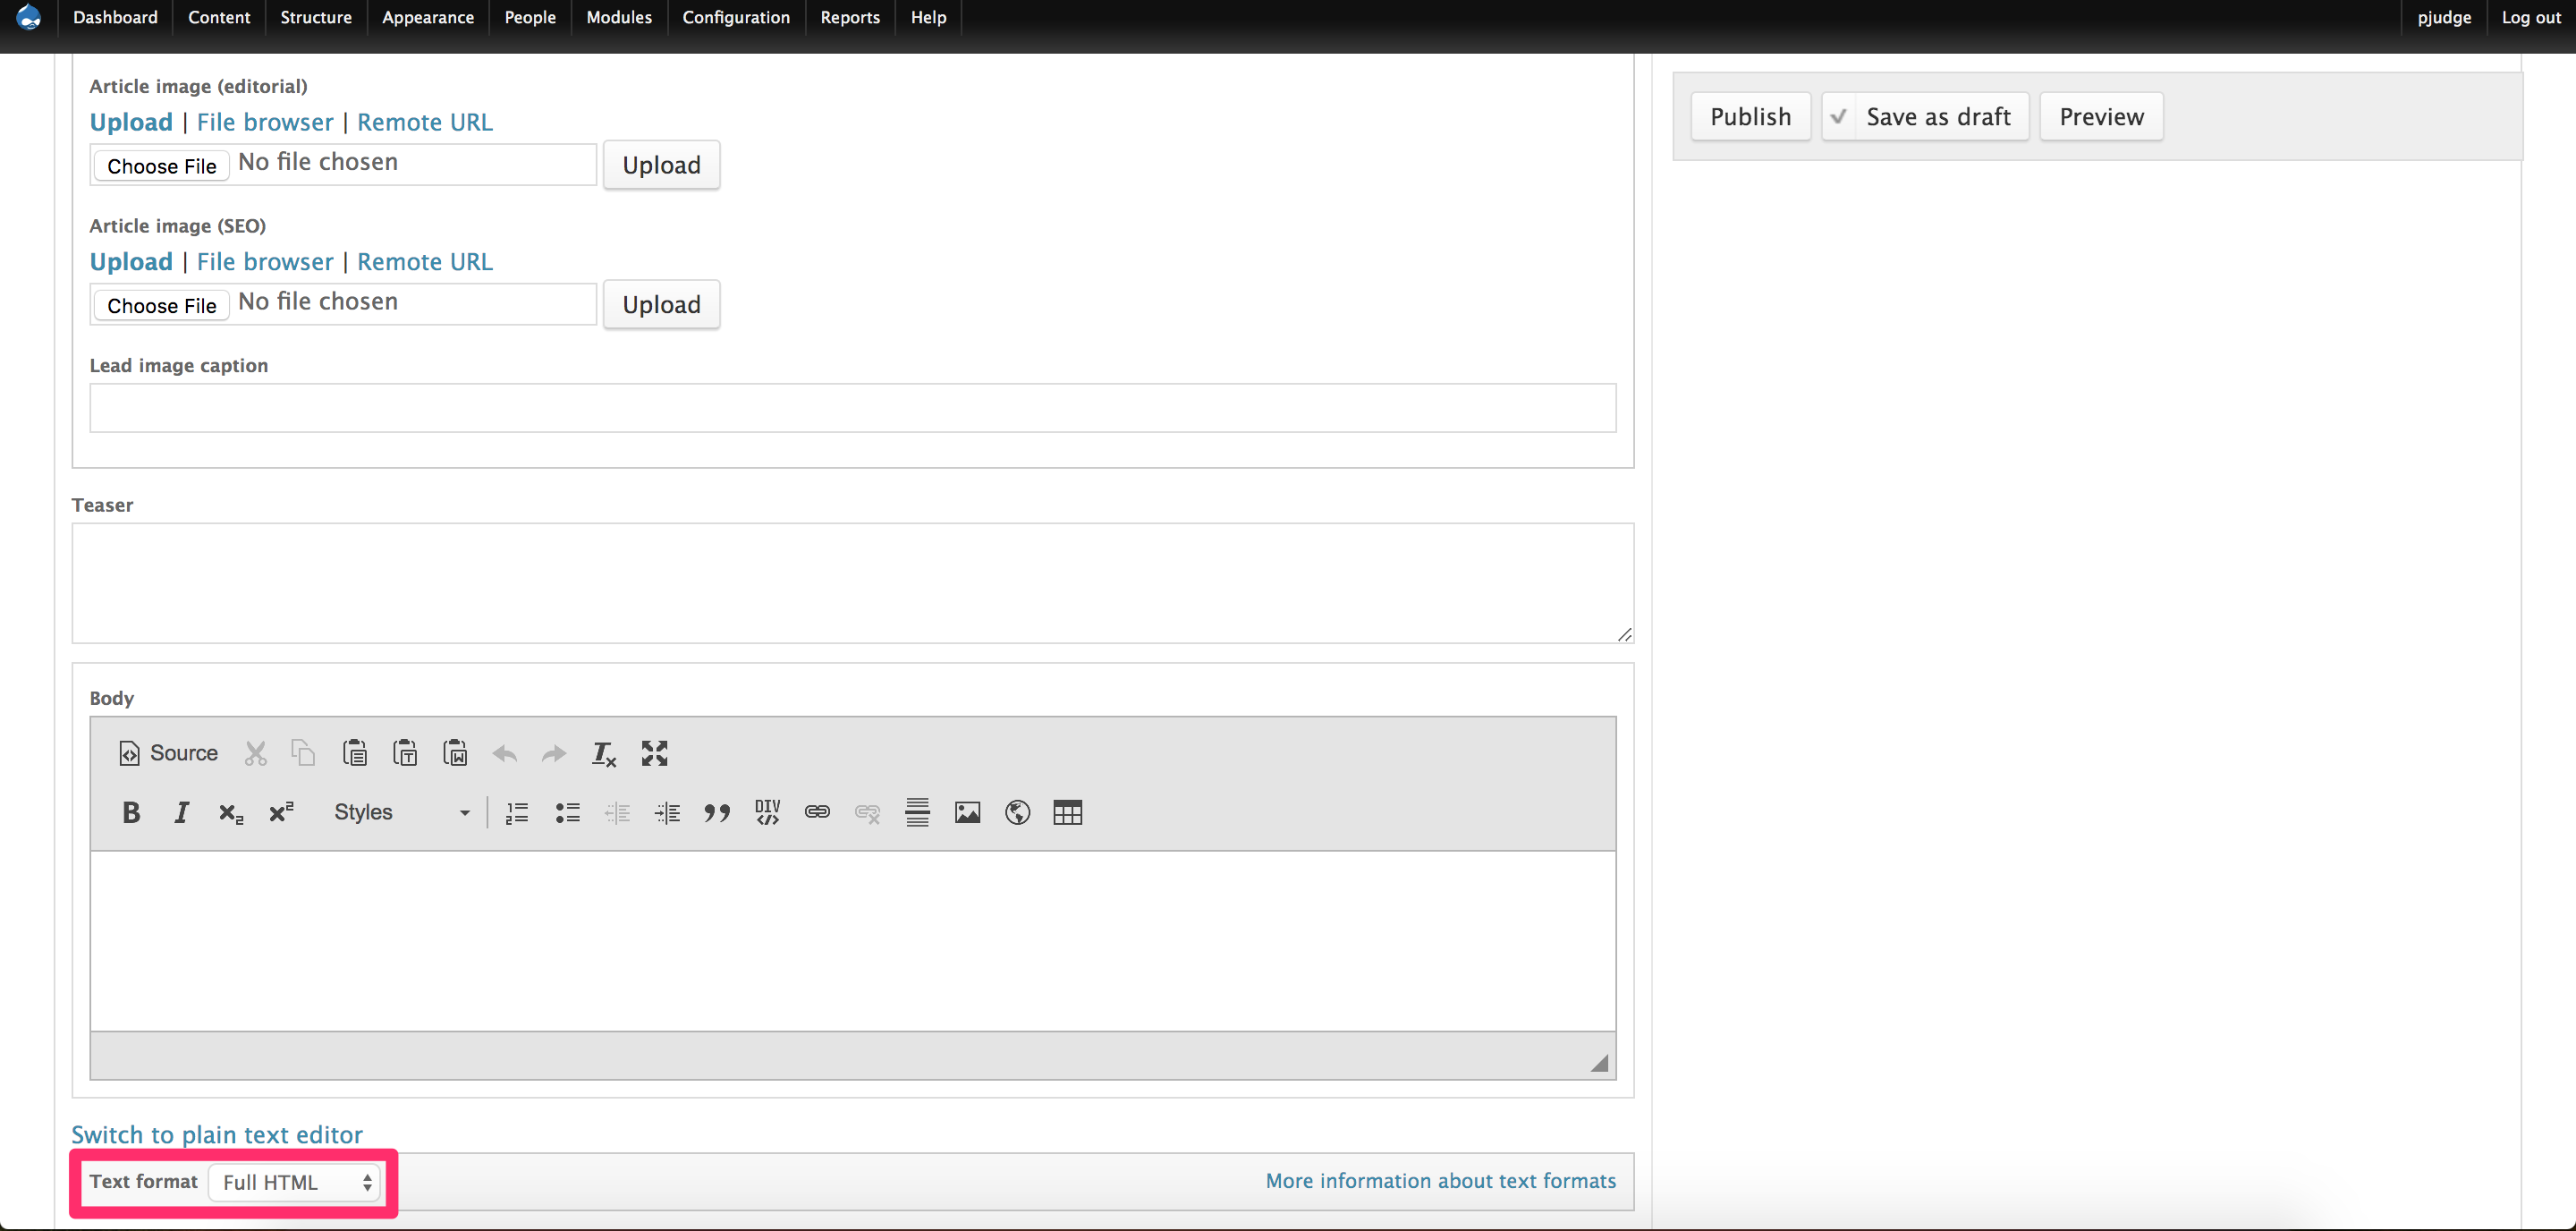 Dashboard Content Structure Appearance People Modules Configuration Reports Help pjudge Log out
Article image (editorial)
Upload | File browser | Remote URL
Choose File No file chosen Upload
Publish Save as draft Preview
Article image (SEO)
Upload | File browser | Remote URL
Choose File No file chosen Upload
Lead image caption
Teaser
Body
Source
B I x₂ x² Styles DIV
Switch to plain text editor
Text format Full HTML More information about text formats